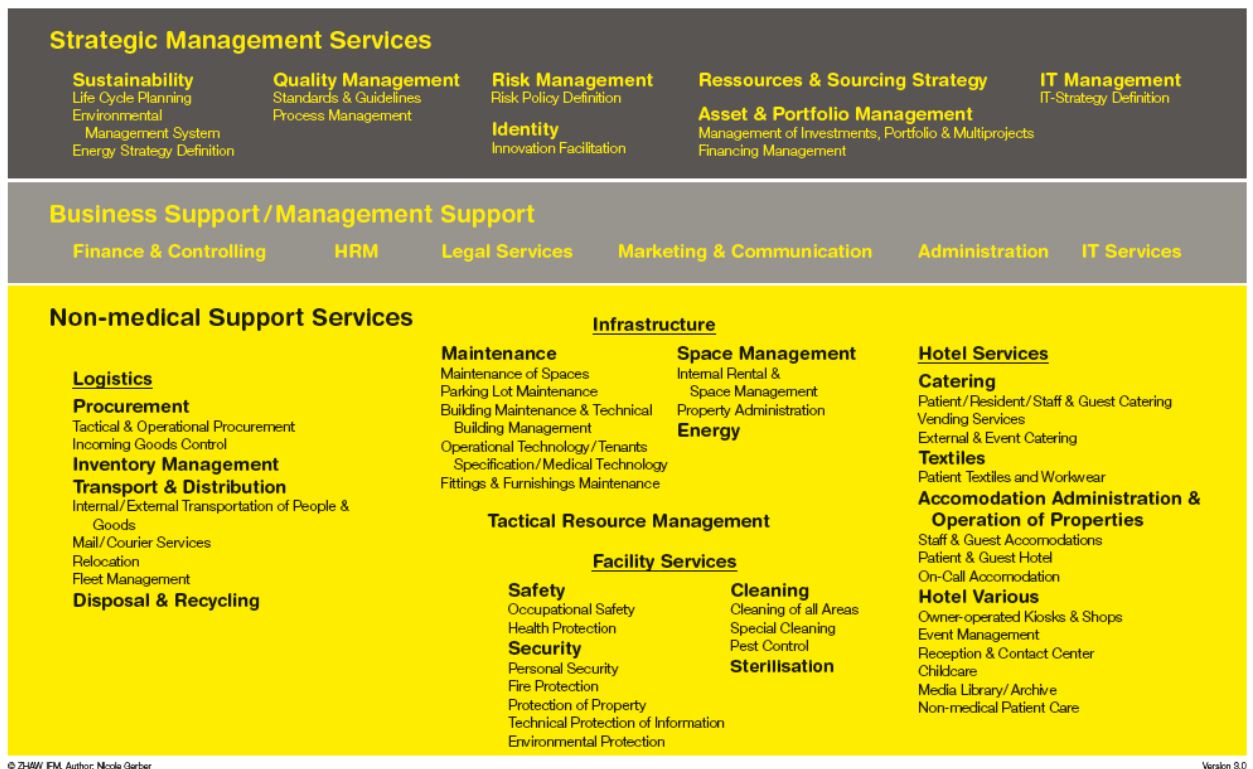 Strategic Management Services
Sustainability
Life Cycle Planning
Environmental
Management System
Energy Strategy Definition
Quality Management
Standards & Guidelines
Process Management
Risk Management
Risk Policy Definition
Identity
Innovation Facilitation
Ressources & Sourcing Strategy
Asset & Portfolio Management
Management of Investments, Portfolio & Multiprojects
Financing Management
IT Management
IT-Strategy Definition
Business Support/Management Support
Finance & Controlling
HRM
Legal Services
Marketing & Communication
Administration
IT Services
Non-medical Support Services
Logistics
Procurement
Tactical & Operational Procurement
Incoming Goods Control
Inventory Management
Transport & Distribution
Internal/External Transportation of People &
Goods
Mail/Courier Services
Relocation
Fleet Management
Disposal & Recycling
Infrastructure
Maintenance
Maintenance of Spaces
Parking Lot Maintenance
Building Maintenance & Technical
Building Management
Operational Technology/Tenants
Specification/Medical Technology
Fittings & Furnishings Maintenance
Space Management
Internal Rental &
Space Management
Property Administration
Energy
Tactical Resource Management
Facility Services
Safety
Occupational Safety
Health Protection
Security
Personal Security
Fire Protection
Protection of Property
Technical Protection of Information
Environmental Protection
Cleaning
Cleaning of all Areas
Special Cleaning
Pest Control
Sterilisation
Hotel Services
Catering
Patient/Resident/Staff & Guest Catering
Vending Services
External & Event Catering
Textiles
Patient Textiles and Workwear
Accomodation Administration &
Operation of Properties
Staff & Guest Accomodations
Patient & Guest Hotel
On-Call Accomodation
Hotel Various
Owner-operated Kiosks & Shops
Event Management
Reception & Contact Center
Childcare
Media Library/Archive
Non-medical Patient Care
© ZHAW IFM, Author: Nicole Gerber
Version 3.0